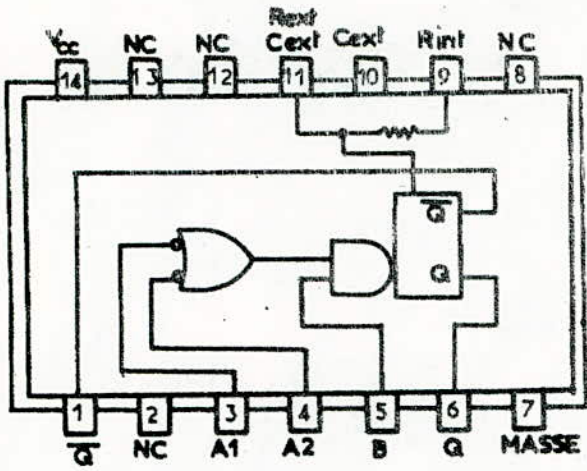 Rext
Vcc NC NC Cext Cext Rint NC
14 13 12 11 10 9 8
Q
Q
1 2 3 4 5 6 7
Q NC A1 A2 B Q MASSE